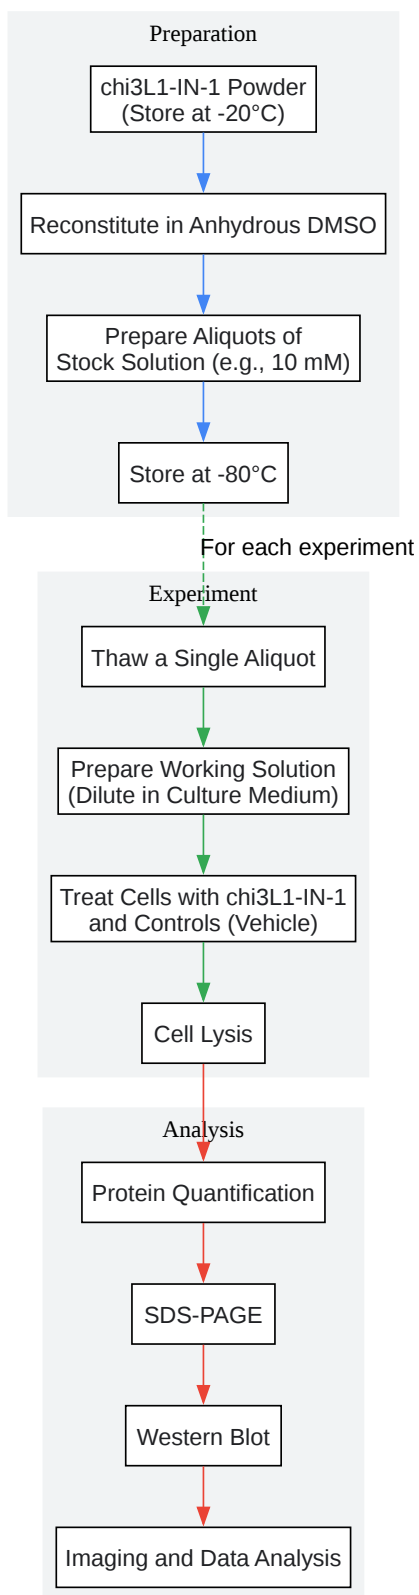 Preparation
chi3L1-IN-1 Powder
(Store at -20°C)
Reconstitute in Anhydrous DMSO
Prepare Aliquots of
Stock Solution (e.g., 10 mM)
Store at -80°C
For each experiment
Experiment
Thaw a Single Aliquot
Prepare Working Solution
(Dilute in Culture Medium)
Treat Cells with chi3L1-IN-1
and Controls (Vehicle)
Cell Lysis
Analysis
Protein Quantification
SDS-PAGE
Western Blot
Imaging and Data Analysis